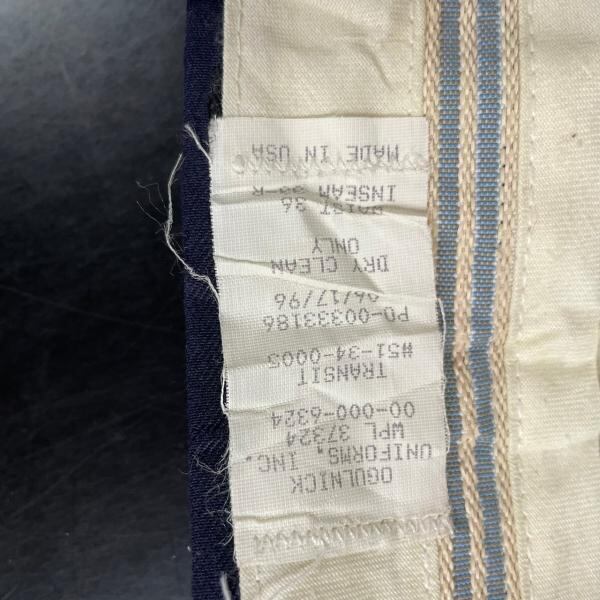 OGULNICK
UNIFORMS, INC.
WPL 37324
00-000-6324
TRANSIT
#51-34-0005
PO-00333186
06/17/96
DRY CLEAN
ONLY
WAIST 36
INSEAM 33-R
MADE IN USA